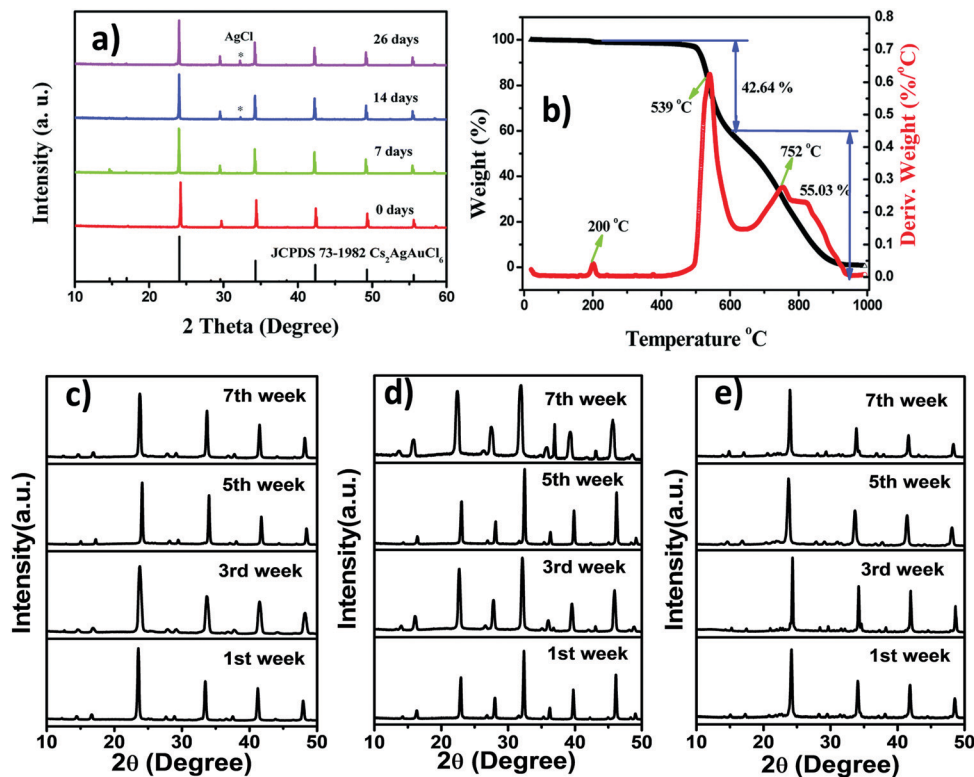 a)
AgCl
*
26 days
*
14 days
7 days
0 days
JCPDS 73-1982 Cs₂AgAuCl₆
Intensity (a. u.)
10 20 30 40 50 60
2 Theta (Degree)
b)
100
80
60
40
20
0
Weight (%)
0.8
0.7
0.6
0.5
0.4
0.3
0.2
0.1
0.0
Deriv. Weight (%/°C)
539 °C
42.64 %
752 °C
55.03 %
200 °C
0 200 400 600 800 1000
Temperature °C
c)
7th week
5th week
3rd week
1st week
Intensity(a.u.)
10 20 30 40 50
2θ (Degree)
d)
7th week
5th week
3rd week
1st week
Intensity(a.u.)
10 20 30 40 50
2θ (Degree)
e)
7th week
5th week
3rd week
1st week
Intensity(a.u.)
10 20 30 40 50
2θ (Degree)